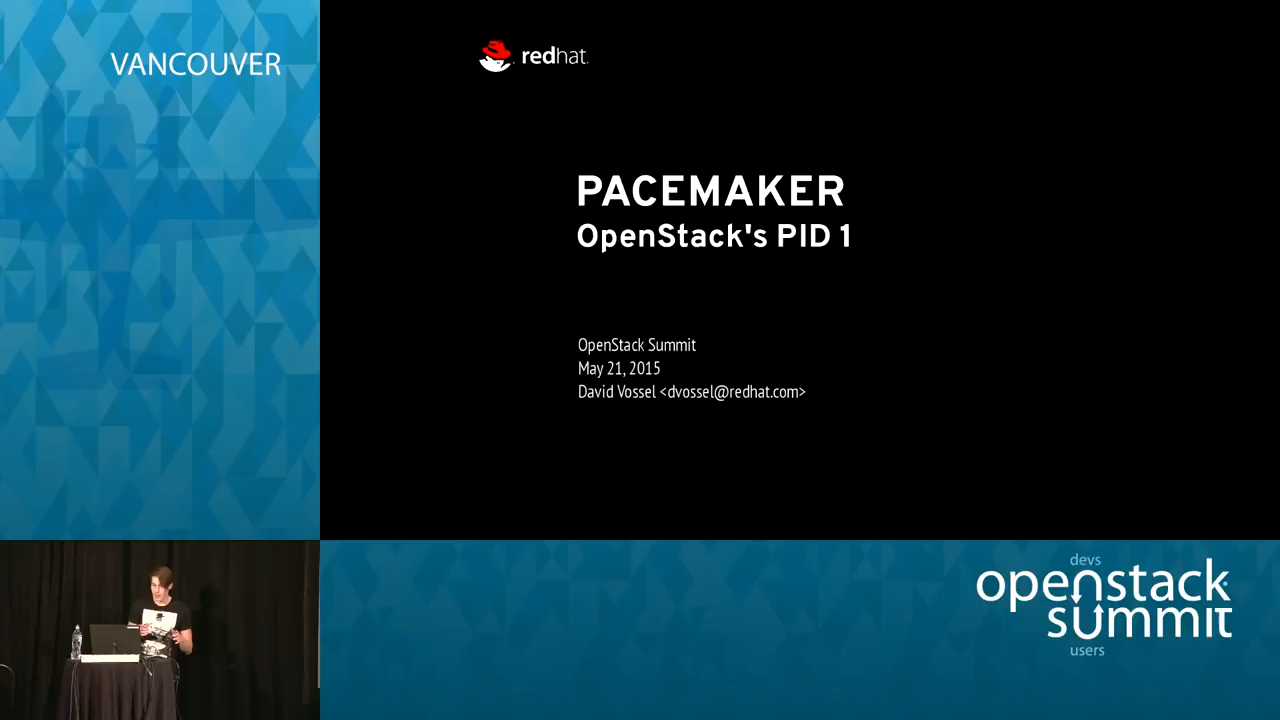 VANCOUVER
redhat.
PACEMAKER
OpenStack's PID 1
OpenStack Summit
May 21, 2015
David Vossel <dvossel@redhat.com>
devs
openstack
summit
users